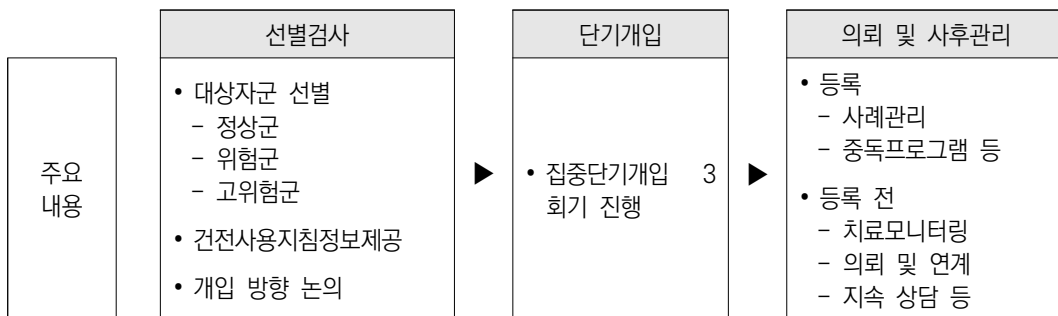 선별검사
단기개입
의뢰 및 사후관리
주요
내용
• 대상자군 선별
- 정상군
- 위험군
- 고위험군
• 건전사용지침정보제공
• 개입 방향 논의
▶
• 집중단기개입 3
회기 진행
▶
• 등록
- 사례관리
- 중독프로그램 등
• 등록 전
- 치료모니터링
- 의뢰 및 연계
- 지속 상담 등